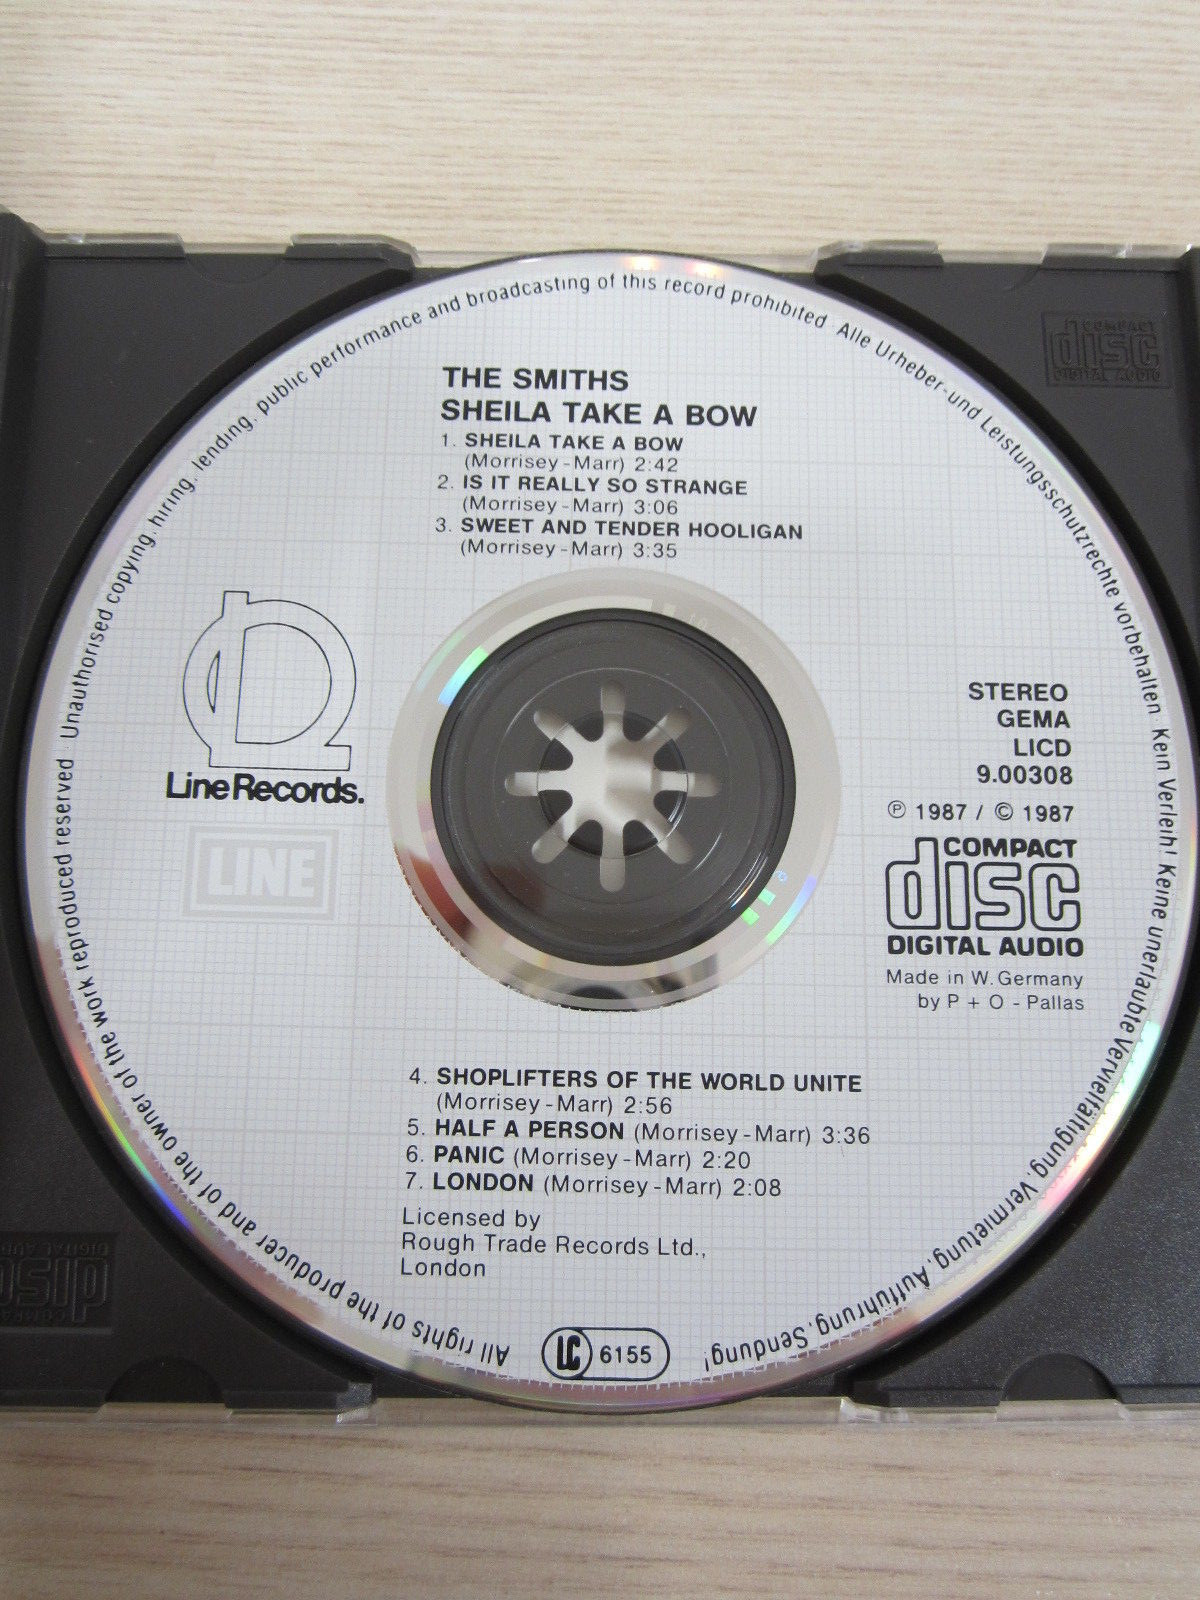 THE SMITHS
SHEILA TAKE A BOW
1. SHEILA TAKE A BOW
(Morrisey-Marr) 2:42
2. IS IT REALLY SO STRANGE
(Morrisey-Marr) 3:06
3. SWEET AND TENDER HOOLIGAN
(Morrisey-Marr) 3:35
Line Records.
LINE
STEREO
GEMA
LICD
9.00308
℗ 1987 / © 1987
COMPACT
disc
DIGITAL AUDIO
Made in W. Germany
by P + O - Pallas
4. SHOPLIFTERS OF THE WORLD UNITE
(Morrisey-Marr) 2:56
5. HALF A PERSON (Morrisey-Marr) 3:36
6. PANIC (Morrisey-Marr) 2:20
7. LONDON (Morrisey-Marr) 2:08
Licensed by
Rough Trade Records Ltd.,
London
LC 6155
All rights of the producer and of the owner of the work reproduced reserved. Unauthorised copying, hiring, lending, public performance and broadcasting of this record prohibited Alle Urheber-und Leistungsschutzrechte vorbehalten. Kein Verleih! Keine unerlaubte Vervielfältigung, Vermietung, Aufführung, Sendung!
COMPACT
disc
DIGITAL AUDIO
COMPACT
disc
DIGITAL AU